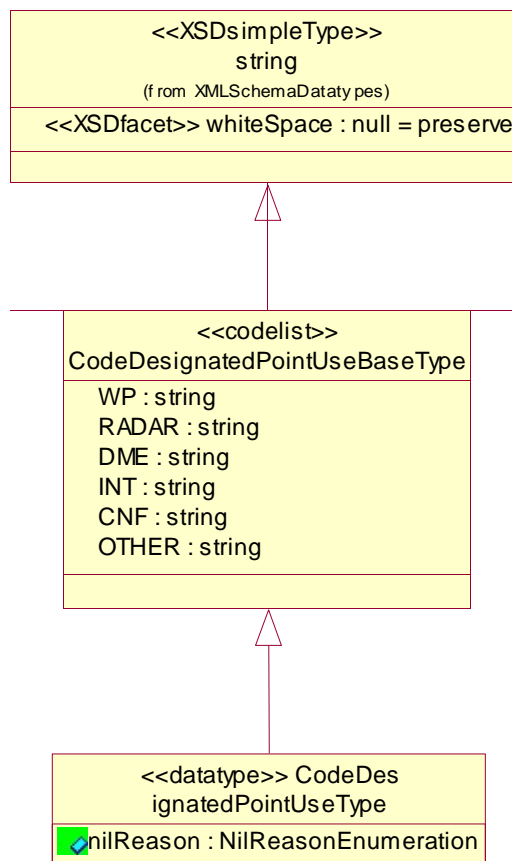 <<XSDsimpleType>>
string
(from XMLSchemaDatatypes)
<<XSDfacet>> whiteSpace : null = preserve
<<codelist>>
CodeDesignatedPointUseBaseType
WP : string
RADAR : string
DME : string
INT : string
CNF : string
OTHER : string
<<datatype>> CodeDes
ignatedPointUseType
nilReason : NilReasonEnumeration